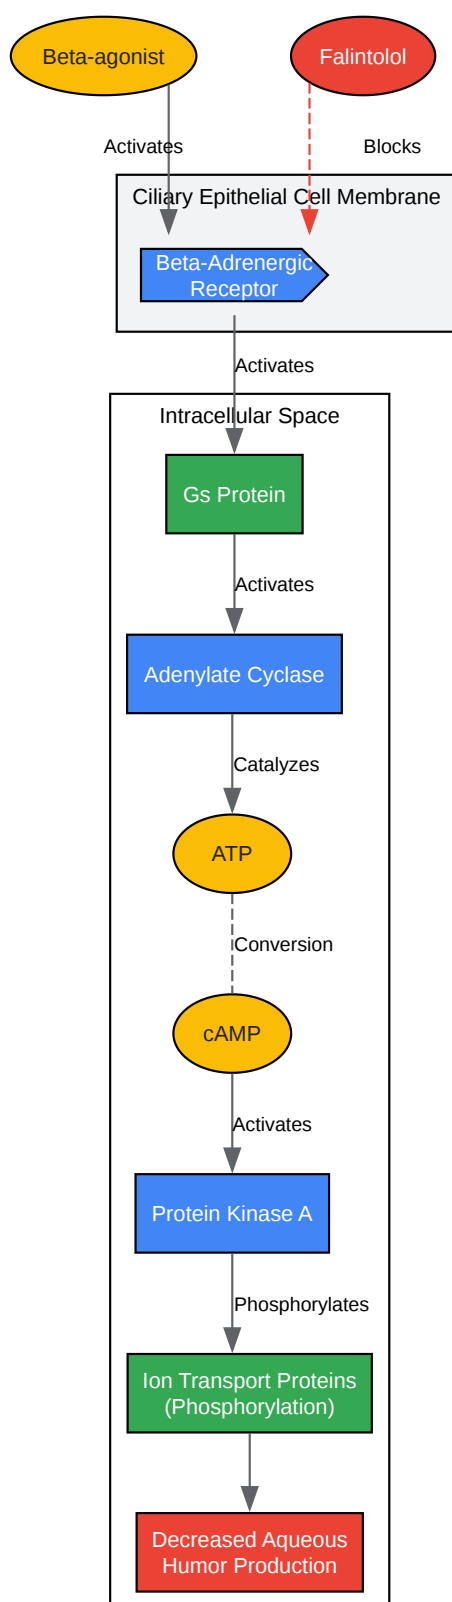 Beta-agonist
Falintolol
Activates
Blocks
Ciliary Epithelial Cell Membrane
Beta-Adrenergic
Receptor
Activates
Intracellular Space
Gs Protein
Activates
Adenylate Cyclase
Catalyzes
ATP
Conversion
cAMP
Activates
Protein Kinase A
Phosphorylates
Ion Transport Proteins
(Phosphorylation)
Decreased Aqueous
Humor Production